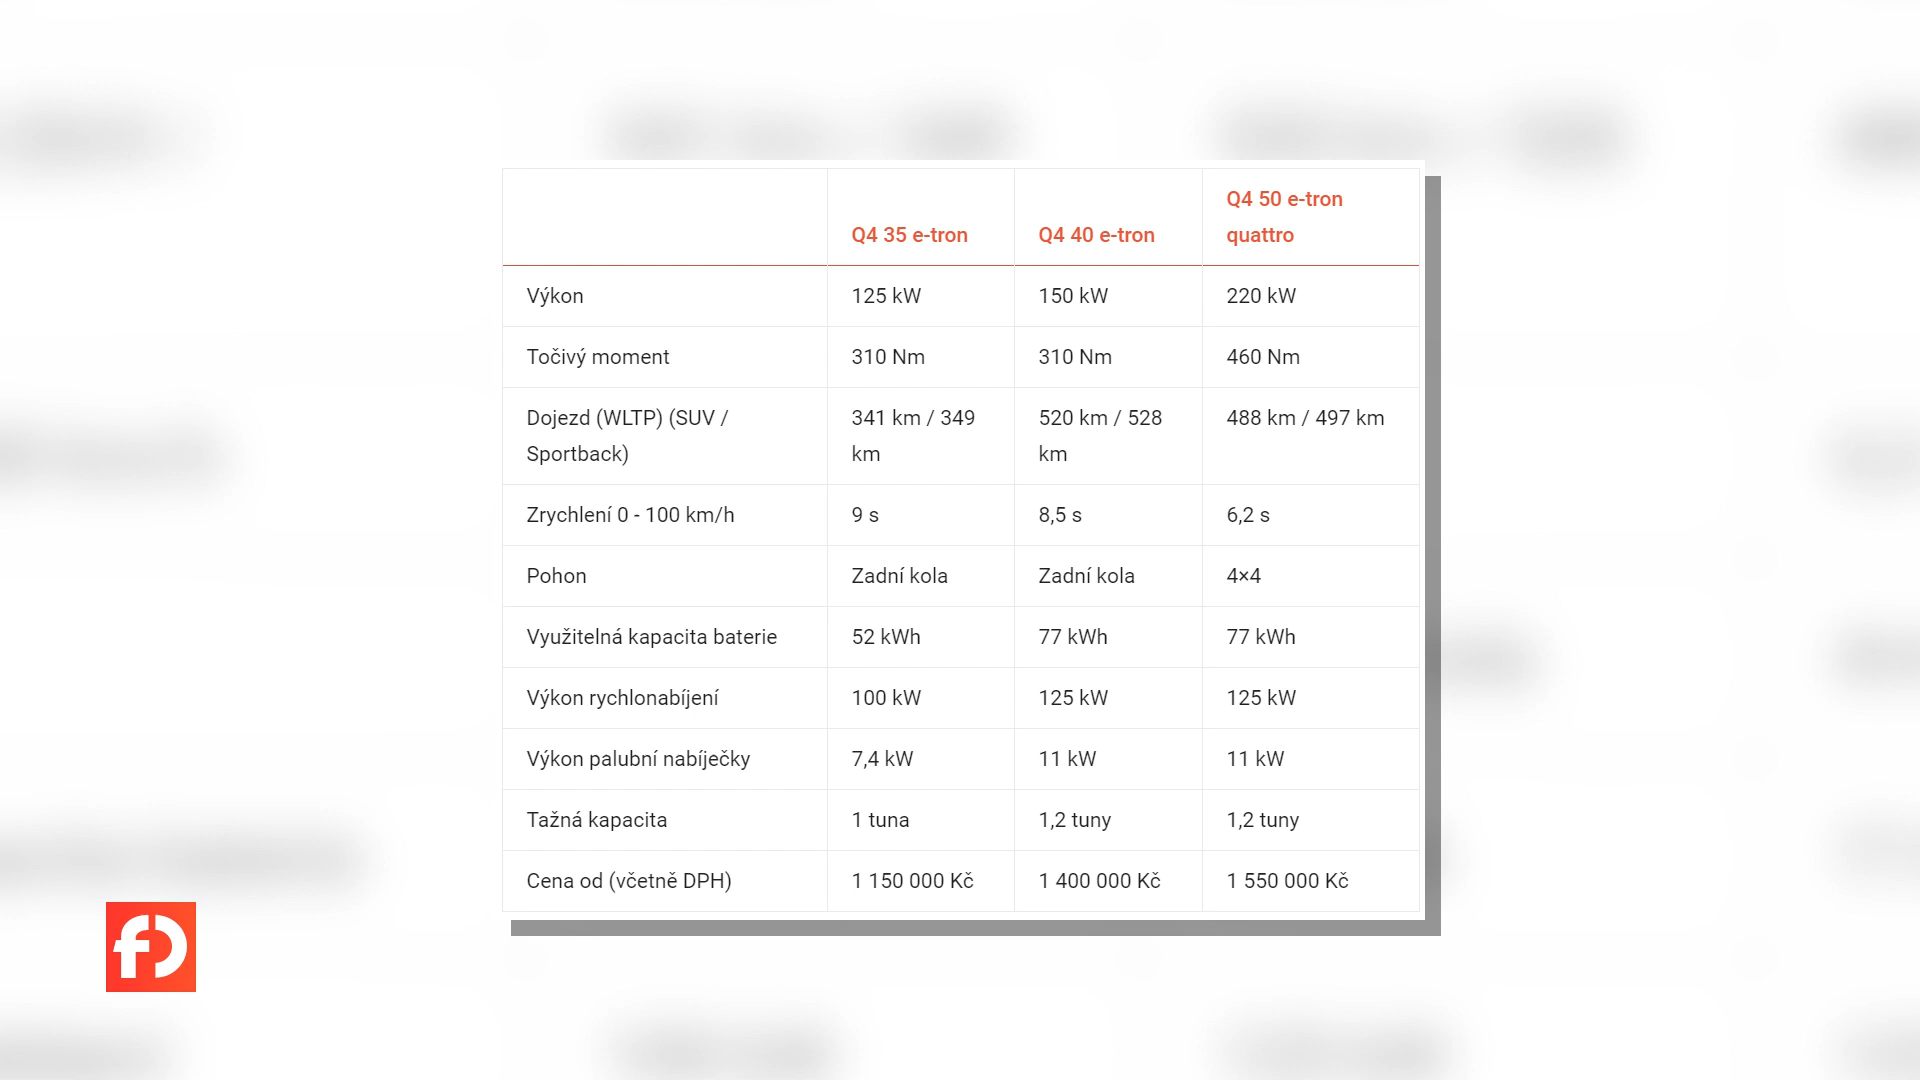 Q4 35 e-tron Q4 40 e-tron Q4 50 e-tron
quattro
Výkon 125 kW 150 kW 220 kW
Točivý moment 310 Nm 310 Nm 460 Nm
Dojezd (WLTP) (SUV / 341 km / 349 520 km / 528 488 km / 497 km
Sportback) km km
Zrychlení 0 - 100 km/h 9 s 8,5 s 6,2 s
Pohon Zadní kola Zadní kola 4×4
Využitelná kapacita baterie 52 kWh 77 kWh 77 kWh
Výkon rychlonabíjení 100 kW 125 kW 125 kW
Výkon palubní nabíječky 7,4 kW 11 kW 11 kW
Tažná kapacita 1 tuna 1,2 tuny 1,2 tuny
Cena od (včetně DPH) 1 150 000 Kč 1 400 000 Kč 1 550 000 Kč